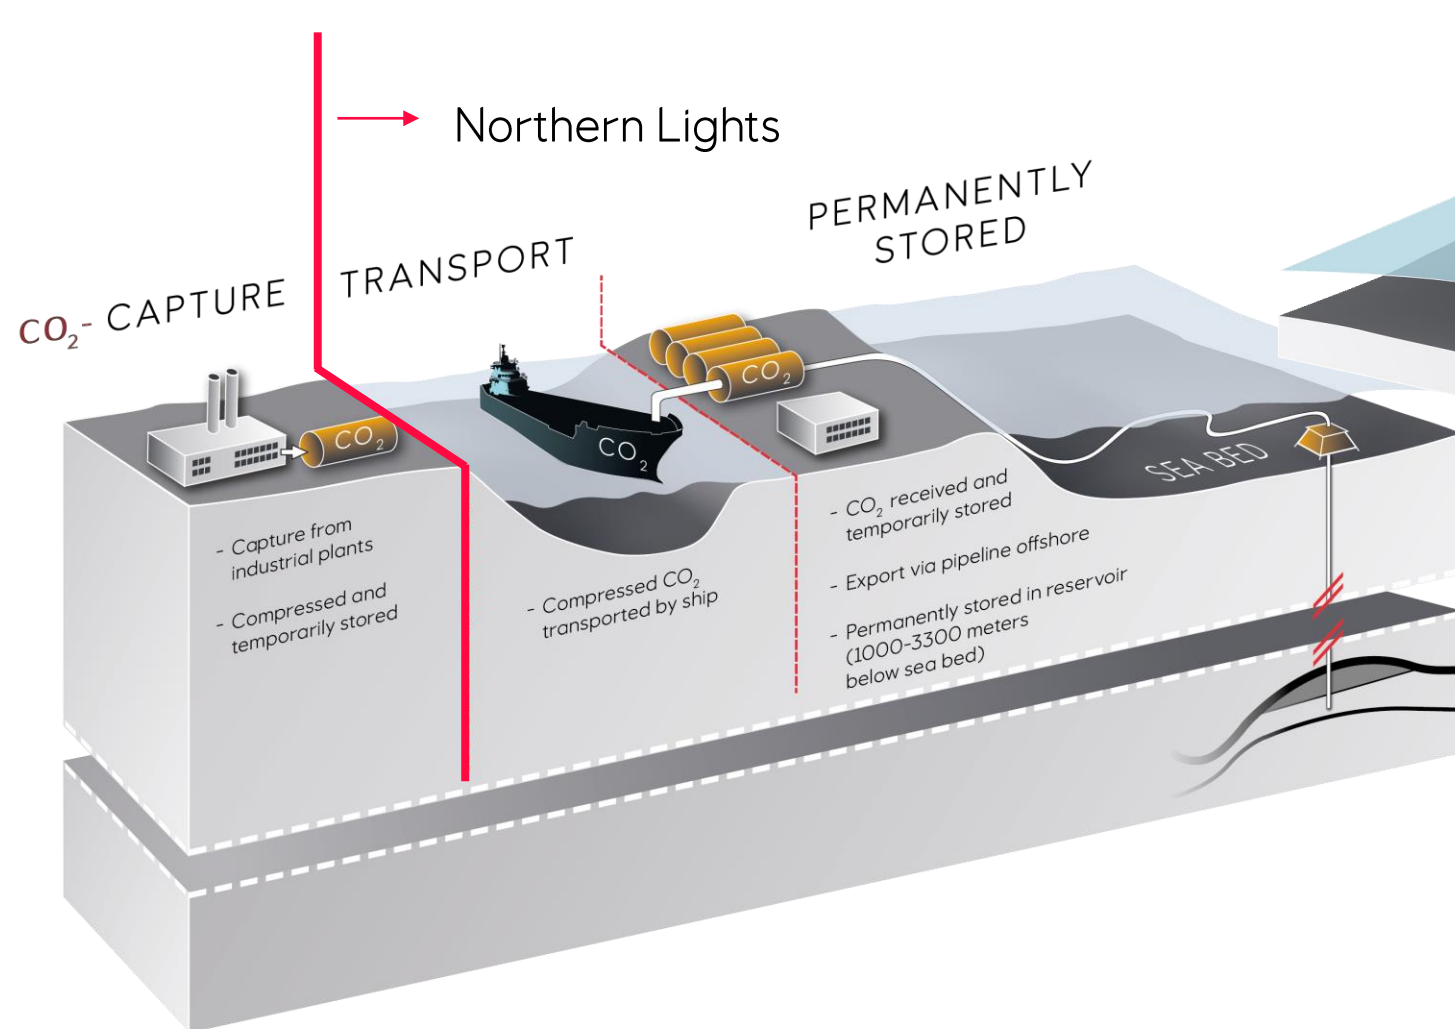 Northern Lights
CO₂- CAPTURE
TRANSPORT
PERMANENTLY
STORED
CO₂
CO₂
CO₂
SEA BED
- Capture from
industrial plants
- Compressed and
temporarily stored
- Compressed CO₂
transported by ship
- CO₂ received and
temporarily stored
- Export via pipeline offshore
- Permanently stored in reservoir
(1000-3300 meters
below sea bed)